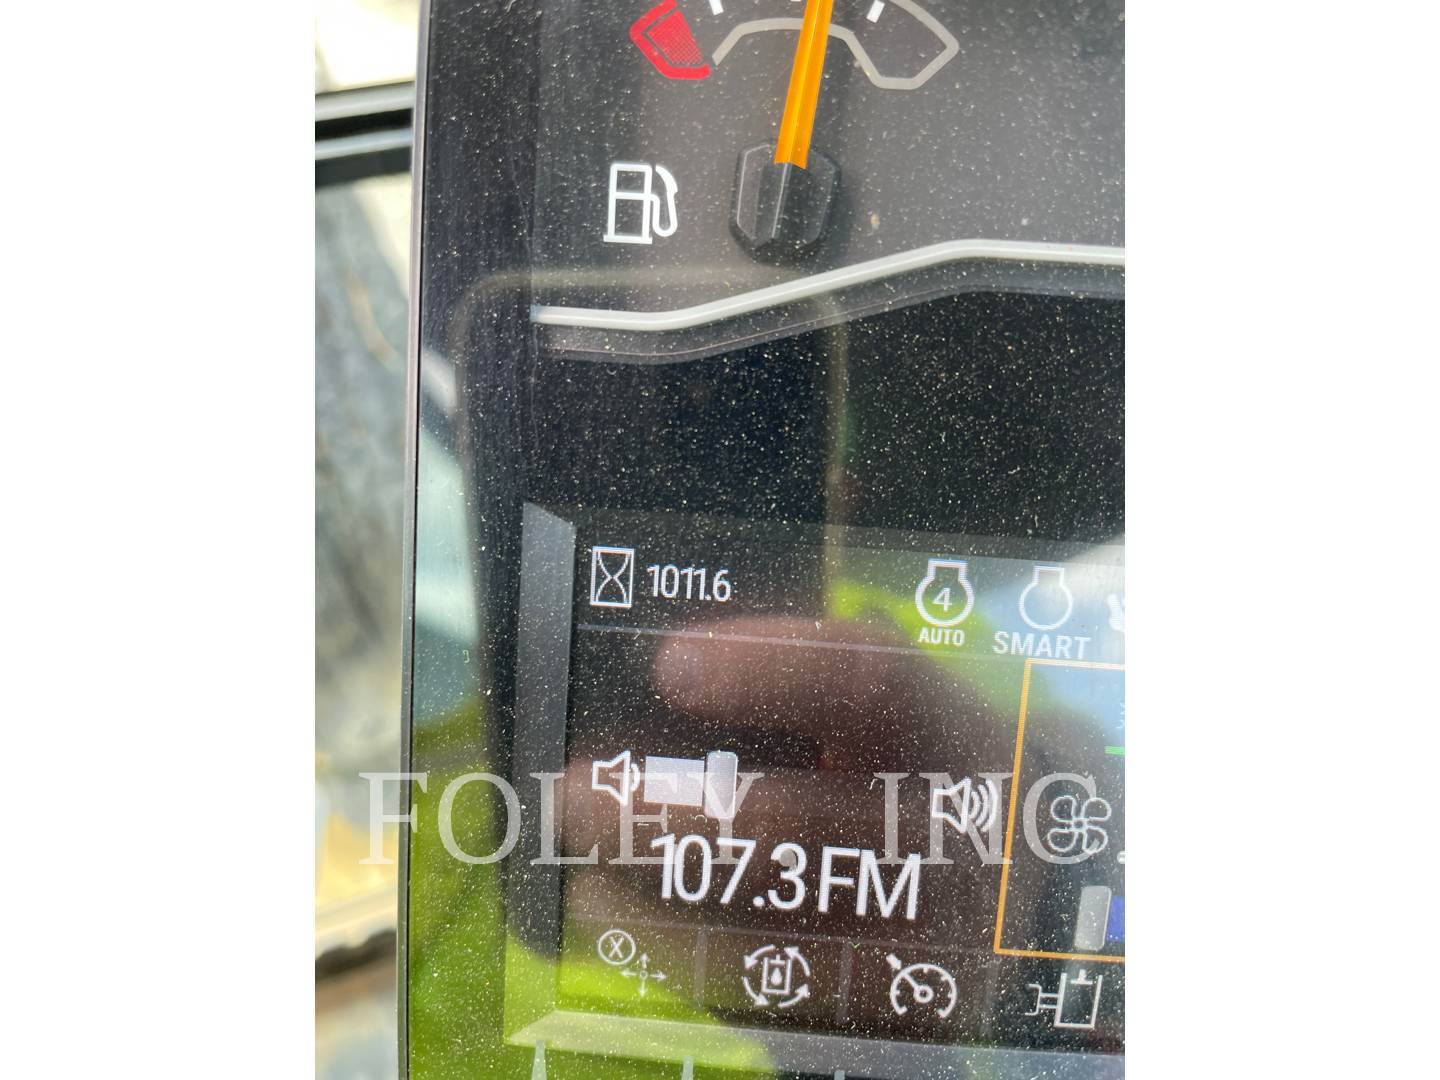 1011.6
4
AUTO
SMART
FOLEY INC.
107.3 FM
X